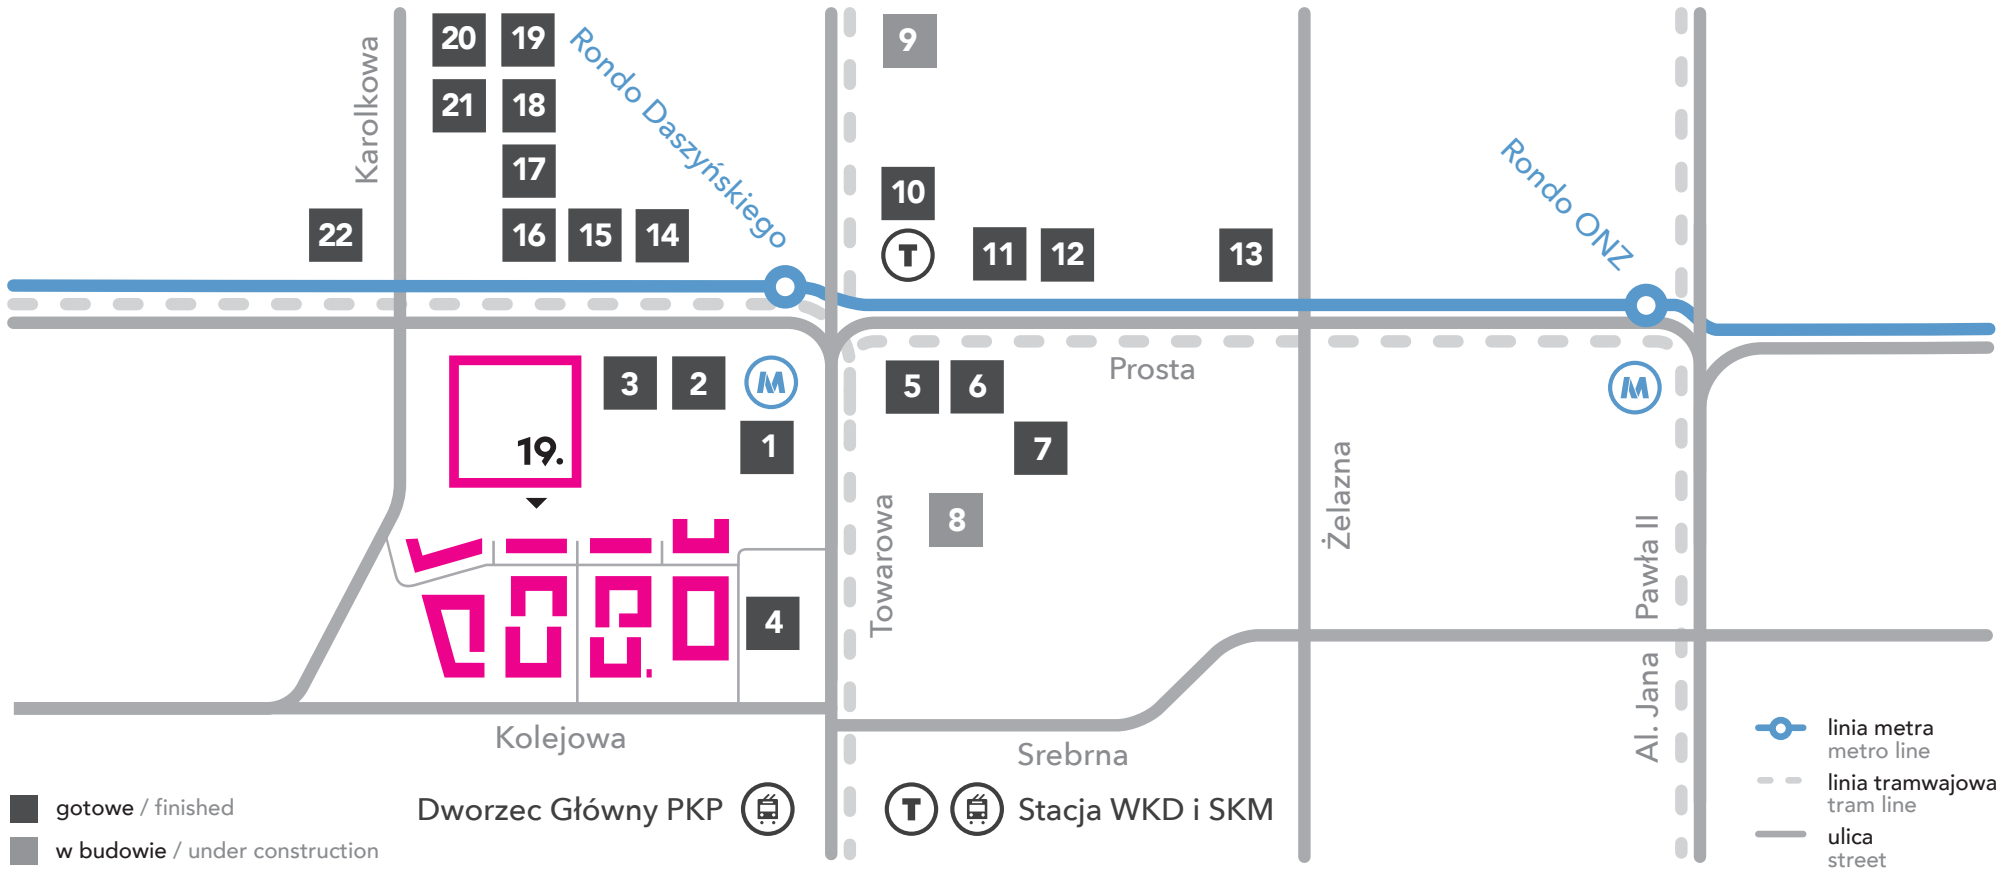 20
19
9
Rondo Daszyńskiego
Karolkowa
21
18
Rondo ONZ
17
10
22
16
15
14
T
11
12
13
Prosta
3
2
M
5
6
M
19.
1
7
Towarowa
Żelazna
8
Al. Jana Pawła II
4
Kolejowa
Srebrna
linia metra
metro line
linia tramwajowa
tram line
ulica
street
gotowe / finished
w budowie / under construction
Dworzec Główny PKP
T
Stacja WKD i SKM